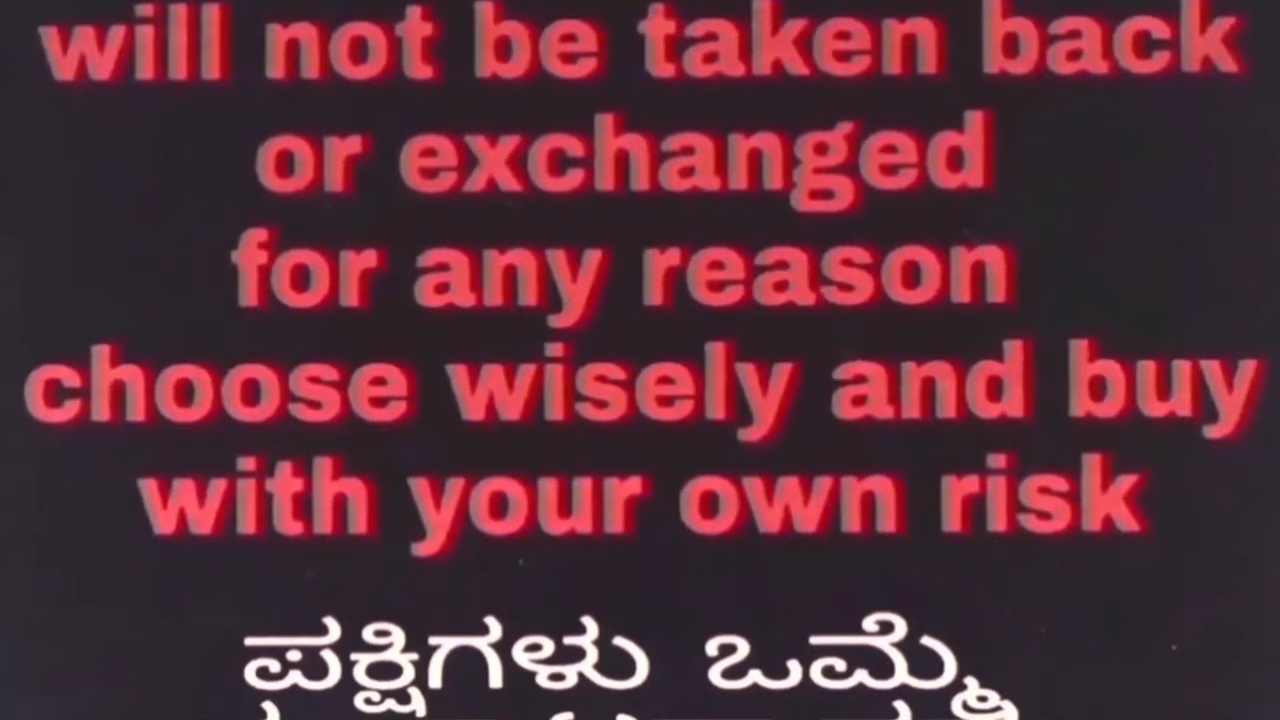 will not be taken back
or exchanged
for any reason
choose wisely and buy
with your own risk
ಪಕ್ಷಿಗಳು ಒಮ್ಮೆ